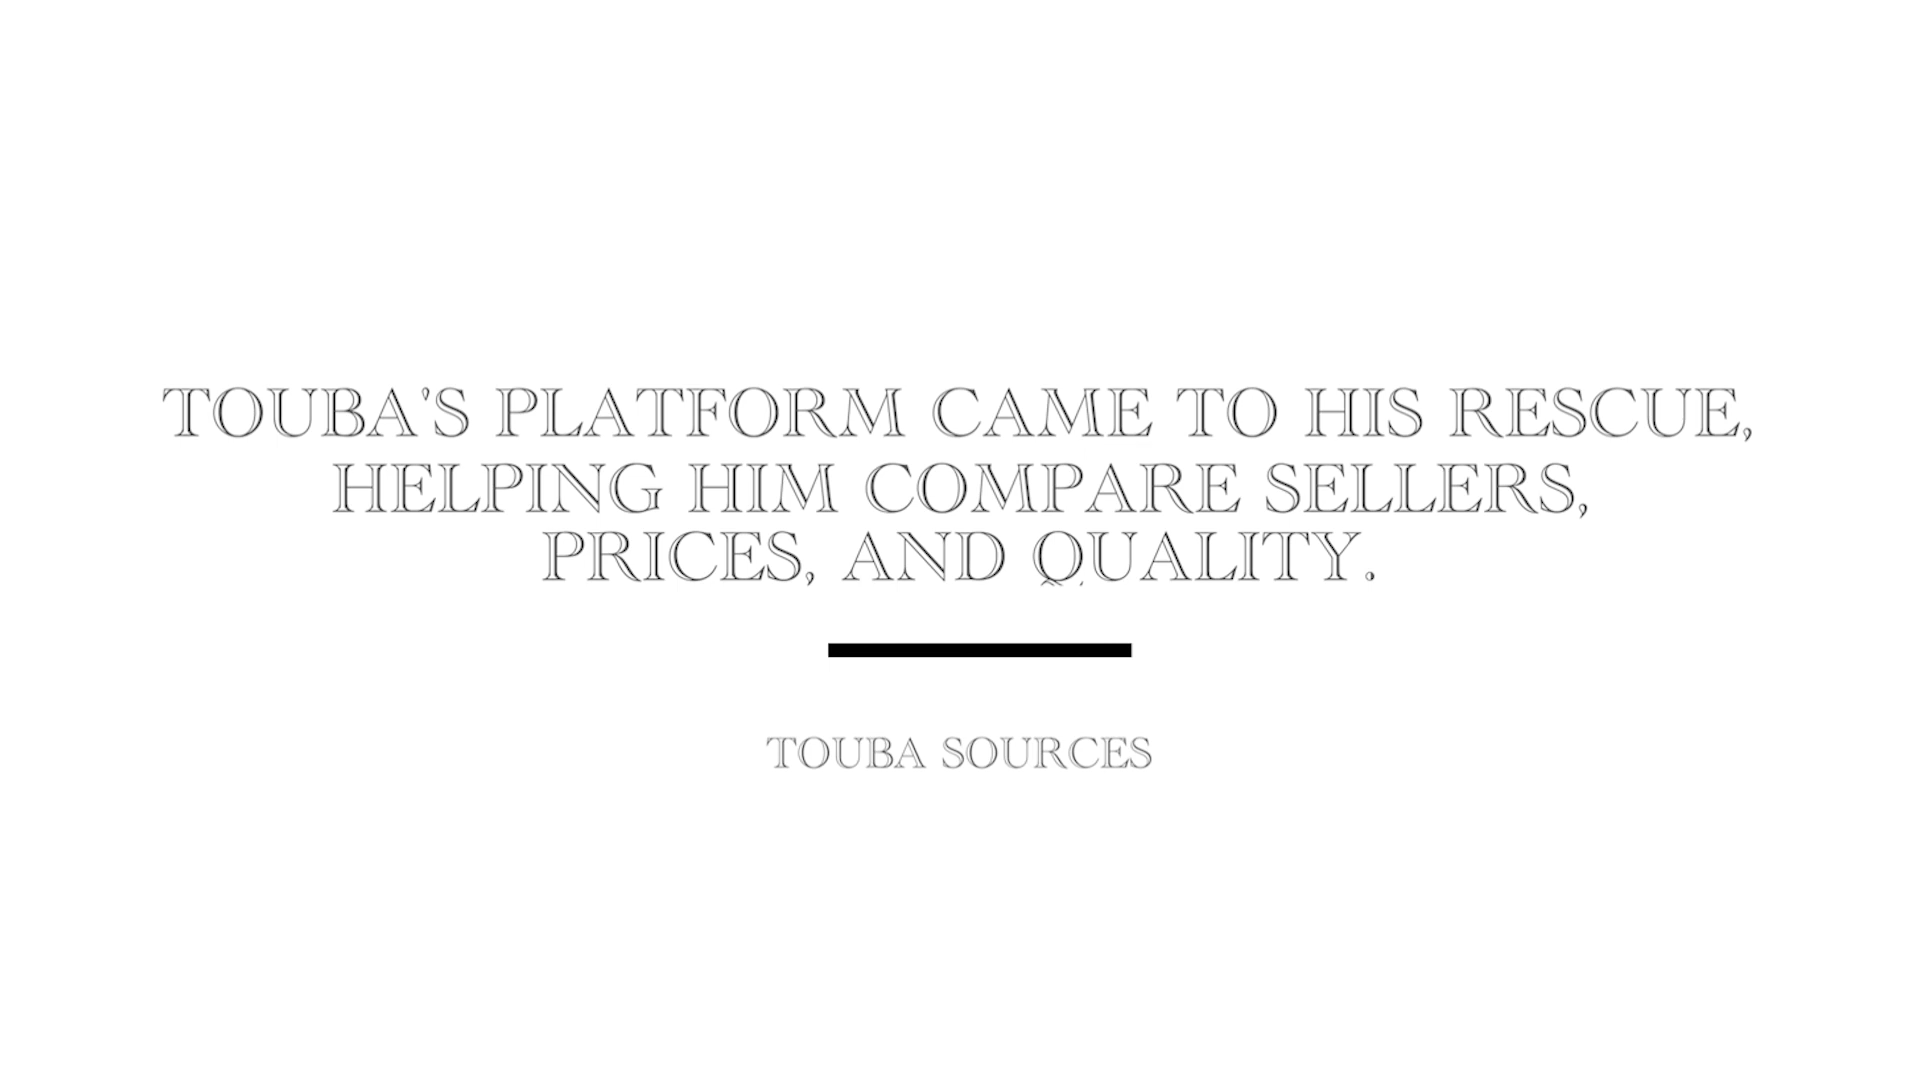 TOUBA'S PLATFORM CAME TO HIS RESCUE,
HELPING HIM COMPARE SELLERS,
PRICES, AND QUALITY.
TOUBA SOURCES